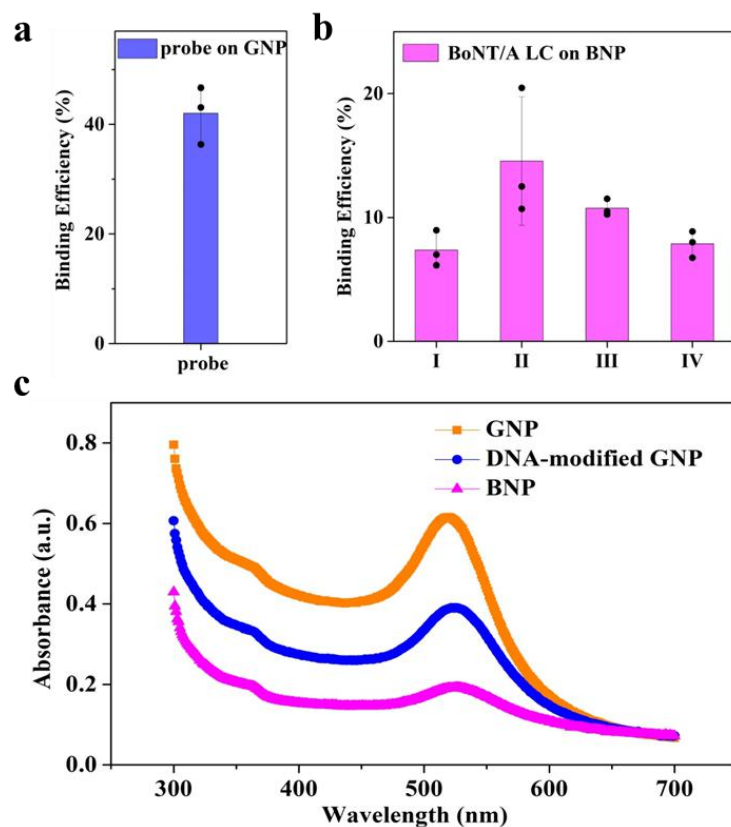 a
probe on GNP
Binding Efficiency (%)
40
20
0
probe
b
BoNT/A LC on BNP
Binding Efficiency (%)
20
10
0
I II III IV
c
GNP
DNA-modified GNP
BNP
Absorbance (a.u.)
0.8
0.6
0.4
0.2
0.0
300 400 500 600 700
Wavelength (nm)